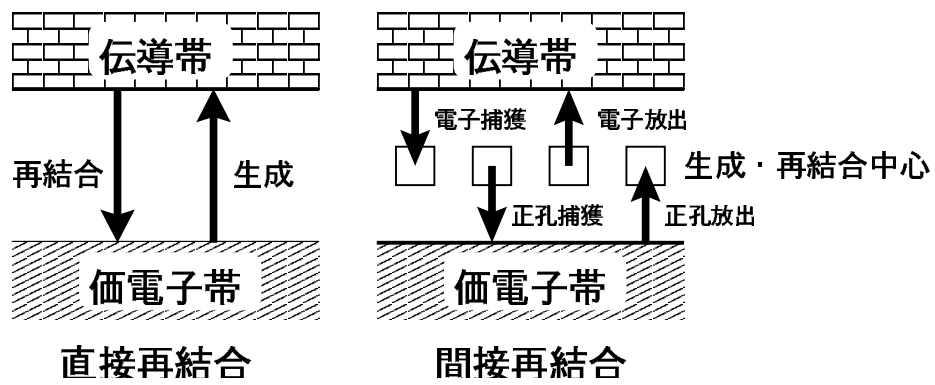 伝導帯
再結合
生成
価電子帯
直接再結合
伝導帯
電子捕獲
電子放出
生成・再結合中心
正孔捕獲
正孔放出
価電子帯
間接再結合